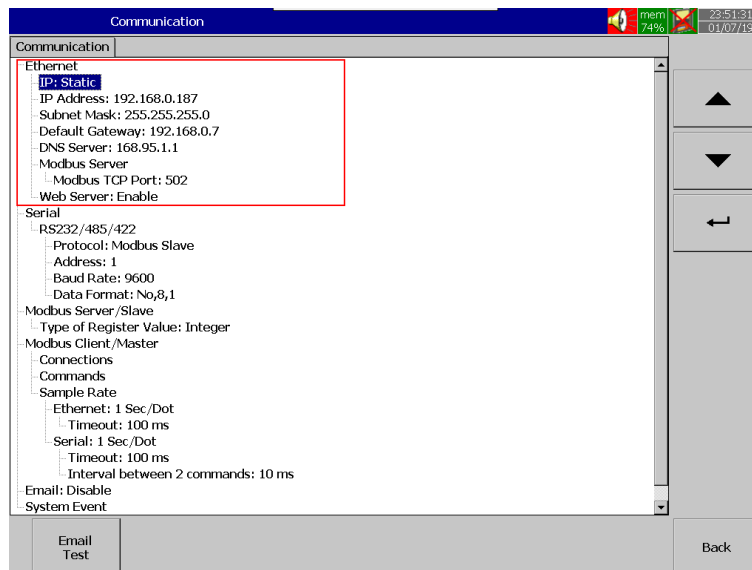 Communication
mem
74%
23:51:31
01/07/19
Communication
Ethernet
IP: Static
IP Address: 192.168.0.187
Subnet Mask: 255.255.255.0
Default Gateway: 192.168.0.7
DNS Server: 168.95.1.1
Modbus Server
Modbus TCP Port: 502
Web Server: Enable
Serial
RS232/485/422
Protocol: Modbus Slave
Address: 1
Baud Rate: 9600
Data Format: No,8,1
Modbus Server/Slave
Type of Register Value: Integer
Modbus Client/Master
Connections
Commands
Sample Rate
Ethernet: 1 Sec/Dot
Timeout: 100 ms
Serial: 1 Sec/Dot
Timeout: 100 ms
Interval between 2 commands: 10 ms
Email: Disable
System Event
Email
Test
Back